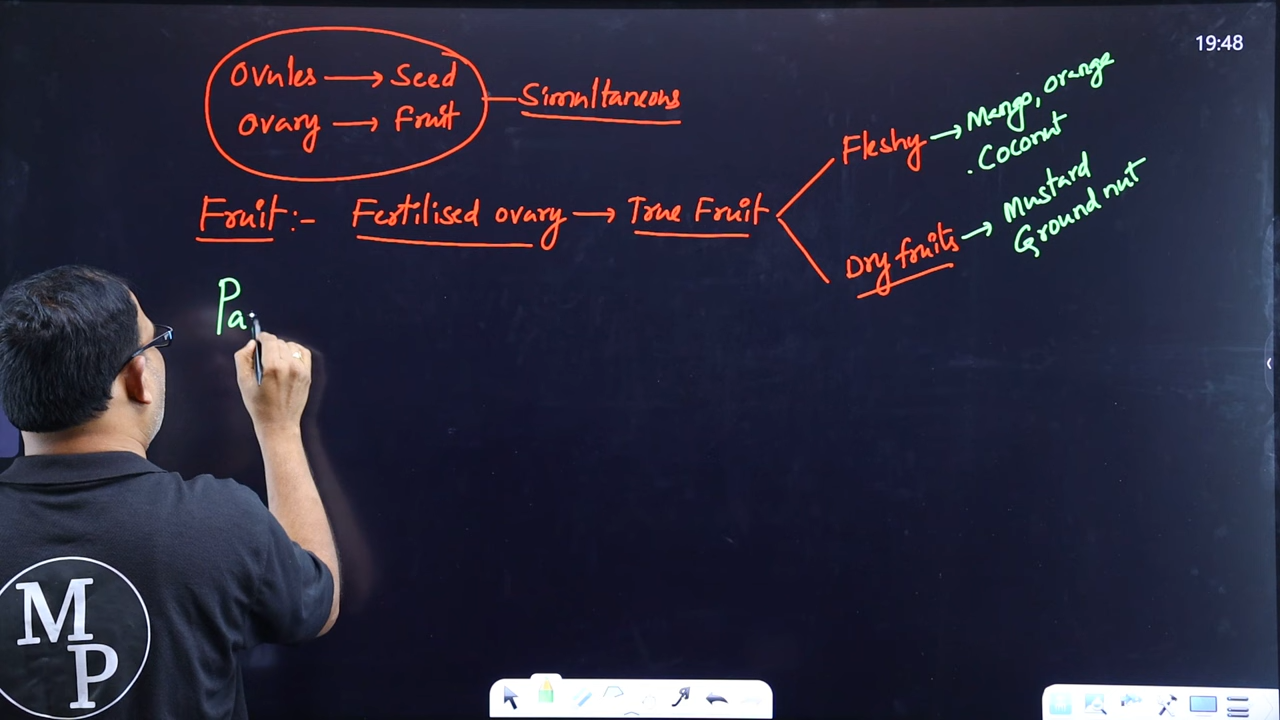 19:48
Ovules → Seed
Ovary → Fruit
Simultaneous
Fruit:- Fertilised ovary → True Fruit
Fleshy → Mango, orange
. Coconut
Dry fruits → Mustard
Ground nut
Pa
M
P